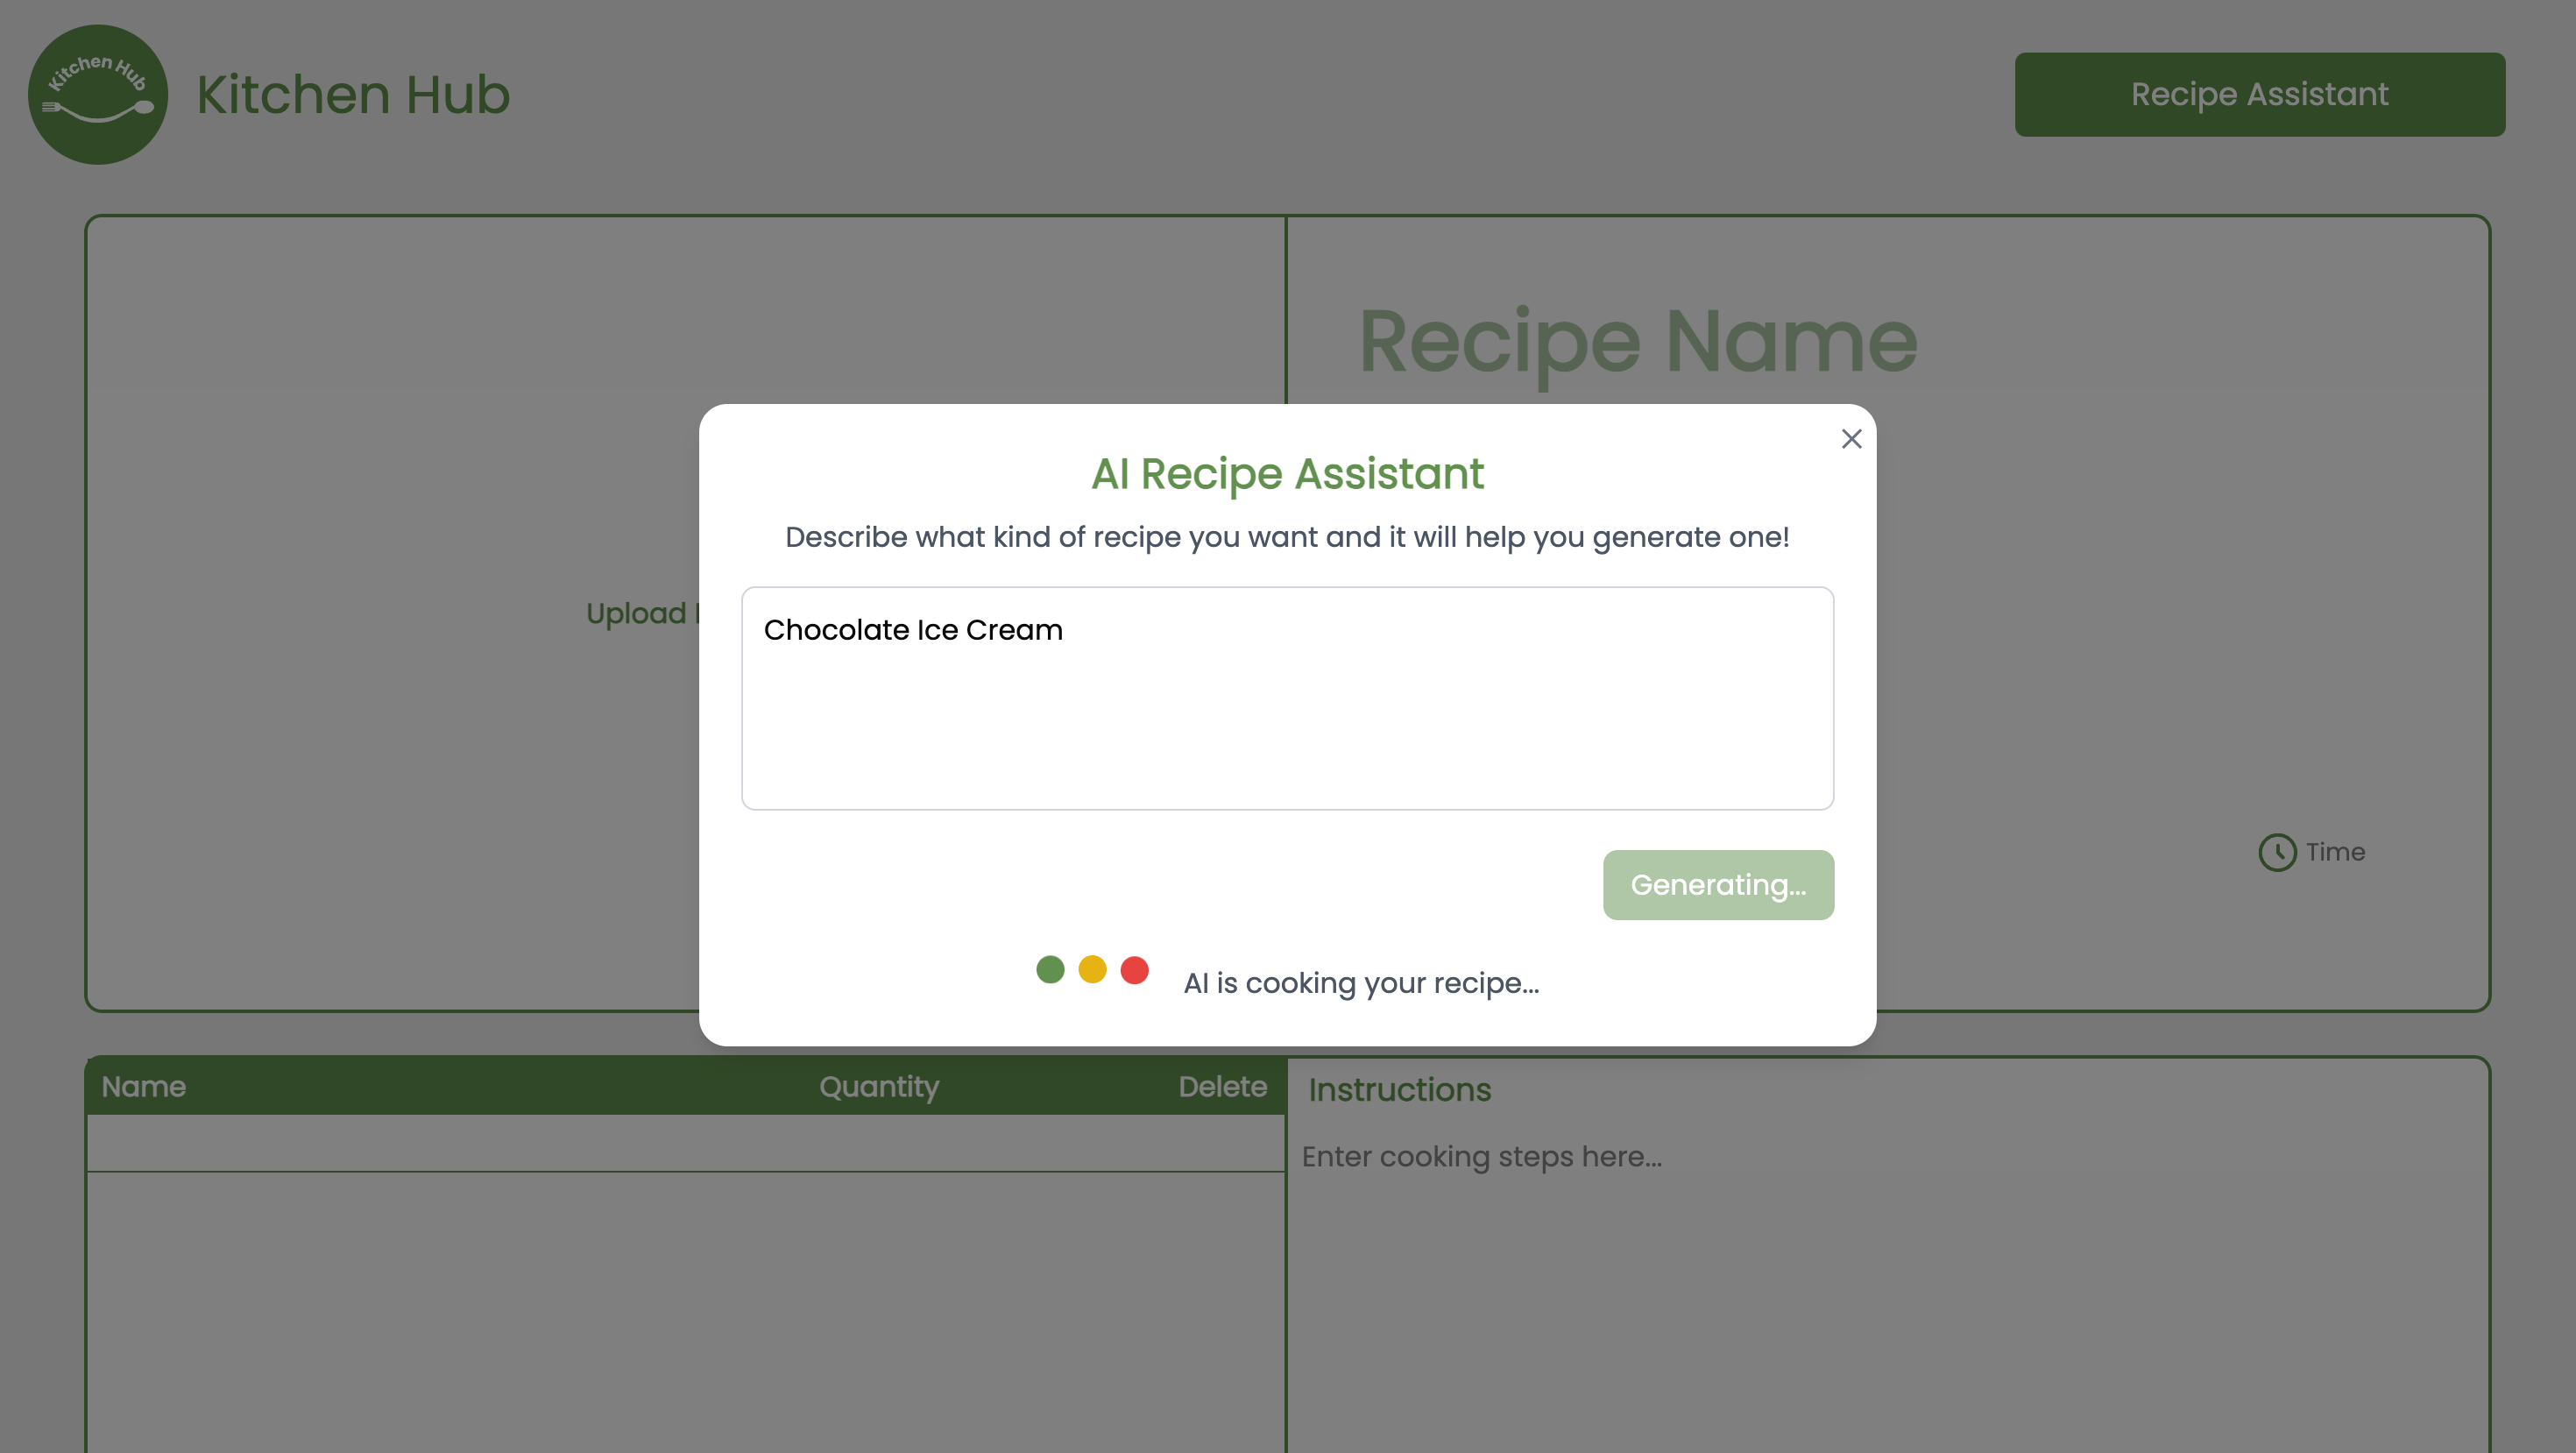 Kitchen Hub
Kitchen Hub
Recipe Assistant
Recipe Name
AI Recipe Assistant
Describe what kind of recipe you want and it will help you generate one!
Upload
Chocolate Ice Cream
Time
Generating...
AI is cooking your recipe...
Name Quantity Delete
Instructions
Enter cooking steps here...